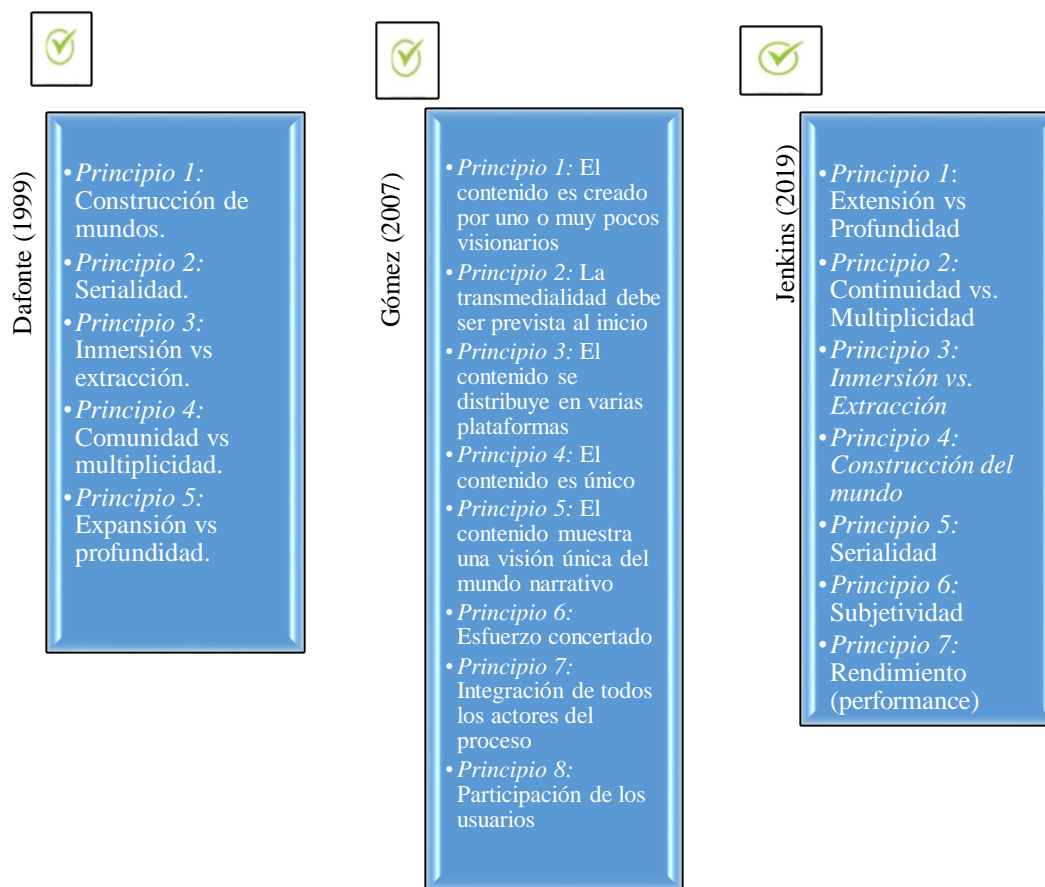 Dafonte (1999)
•Principio 1:
Construcción de
mundos.
•Principio 2:
Serialidad.
•Principio 3:
Inmersión vs
extracción.
•Principio 4:
Comunidad vs
multiplicidad.
•Principio 5:
Expansión vs
profundidad.
Gómez (2007)
•Principio 1: El
contenido es creado
por uno o muy pocos
visionarios
•Principio 2: La
transmedialidad debe
ser prevista al inicio
•Principio 3: El
contenido se
distribuye en varias
plataformas
•Principio 4: El
contenido es único
•Principio 5: El
contenido muestra
una visión única del
mundo narrativo
•Principio 6:
Esfuerzo concertado
•Principio 7:
Integración de todos
los actores del
proceso
•Principio 8:
Participación de los
usuarios
Jenkins (2019)
•Principio 1:
Extensión vs
Profundidad
•Principio 2:
Continuidad vs.
Multiplicidad
•Principio 3:
Inmersión vs.
Extracción
•Principio 4:
Construcción del
mundo
•Principio 5:
Serialidad
•Principio 6:
Subjetividad
•Principio 7:
Rendimiento
(performance)